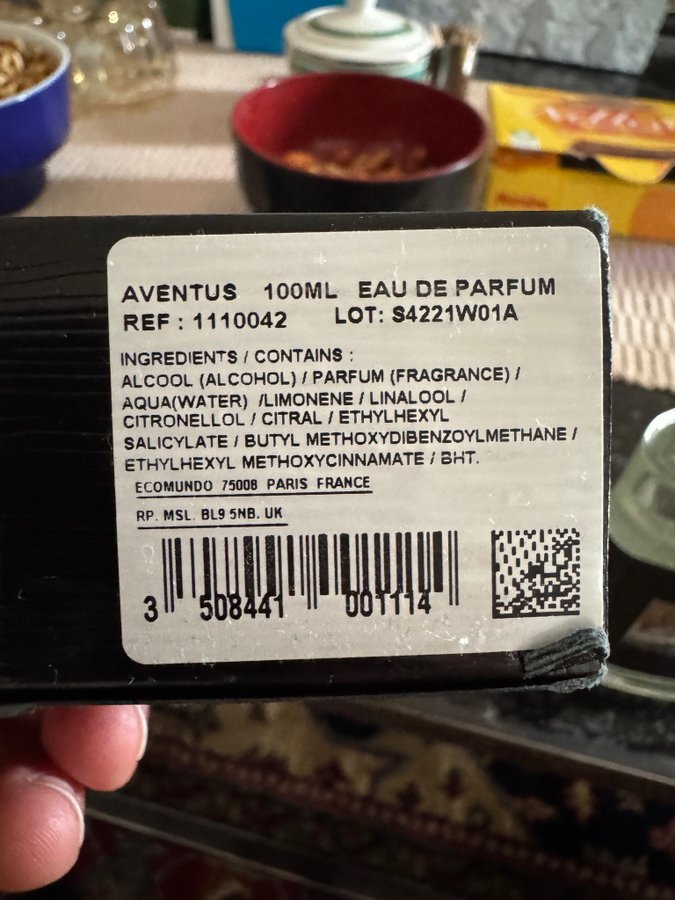 AVENTUS 100ML EAU DE PARFUM
REF : 1110042 LOT: S4221W01A
INGREDIENTS / CONTAINS :
ALCOOL (ALCOHOL) / PARFUM (FRAGRANCE) /
AQUA(WATER) /LIMONENE / LINALOOL /
CITRONELLOL / CITRAL / ETHYLHEXYL
SALICYLATE / BUTYL METHOXYDIBENZOYLMETHANE /
ETHYLHEXYL METHOXYCINNAMATE / BHT.
ECOMUNDO 75008 PARIS FRANCE
RP. MSL. BL9 5NB. UK
3 508441 001114